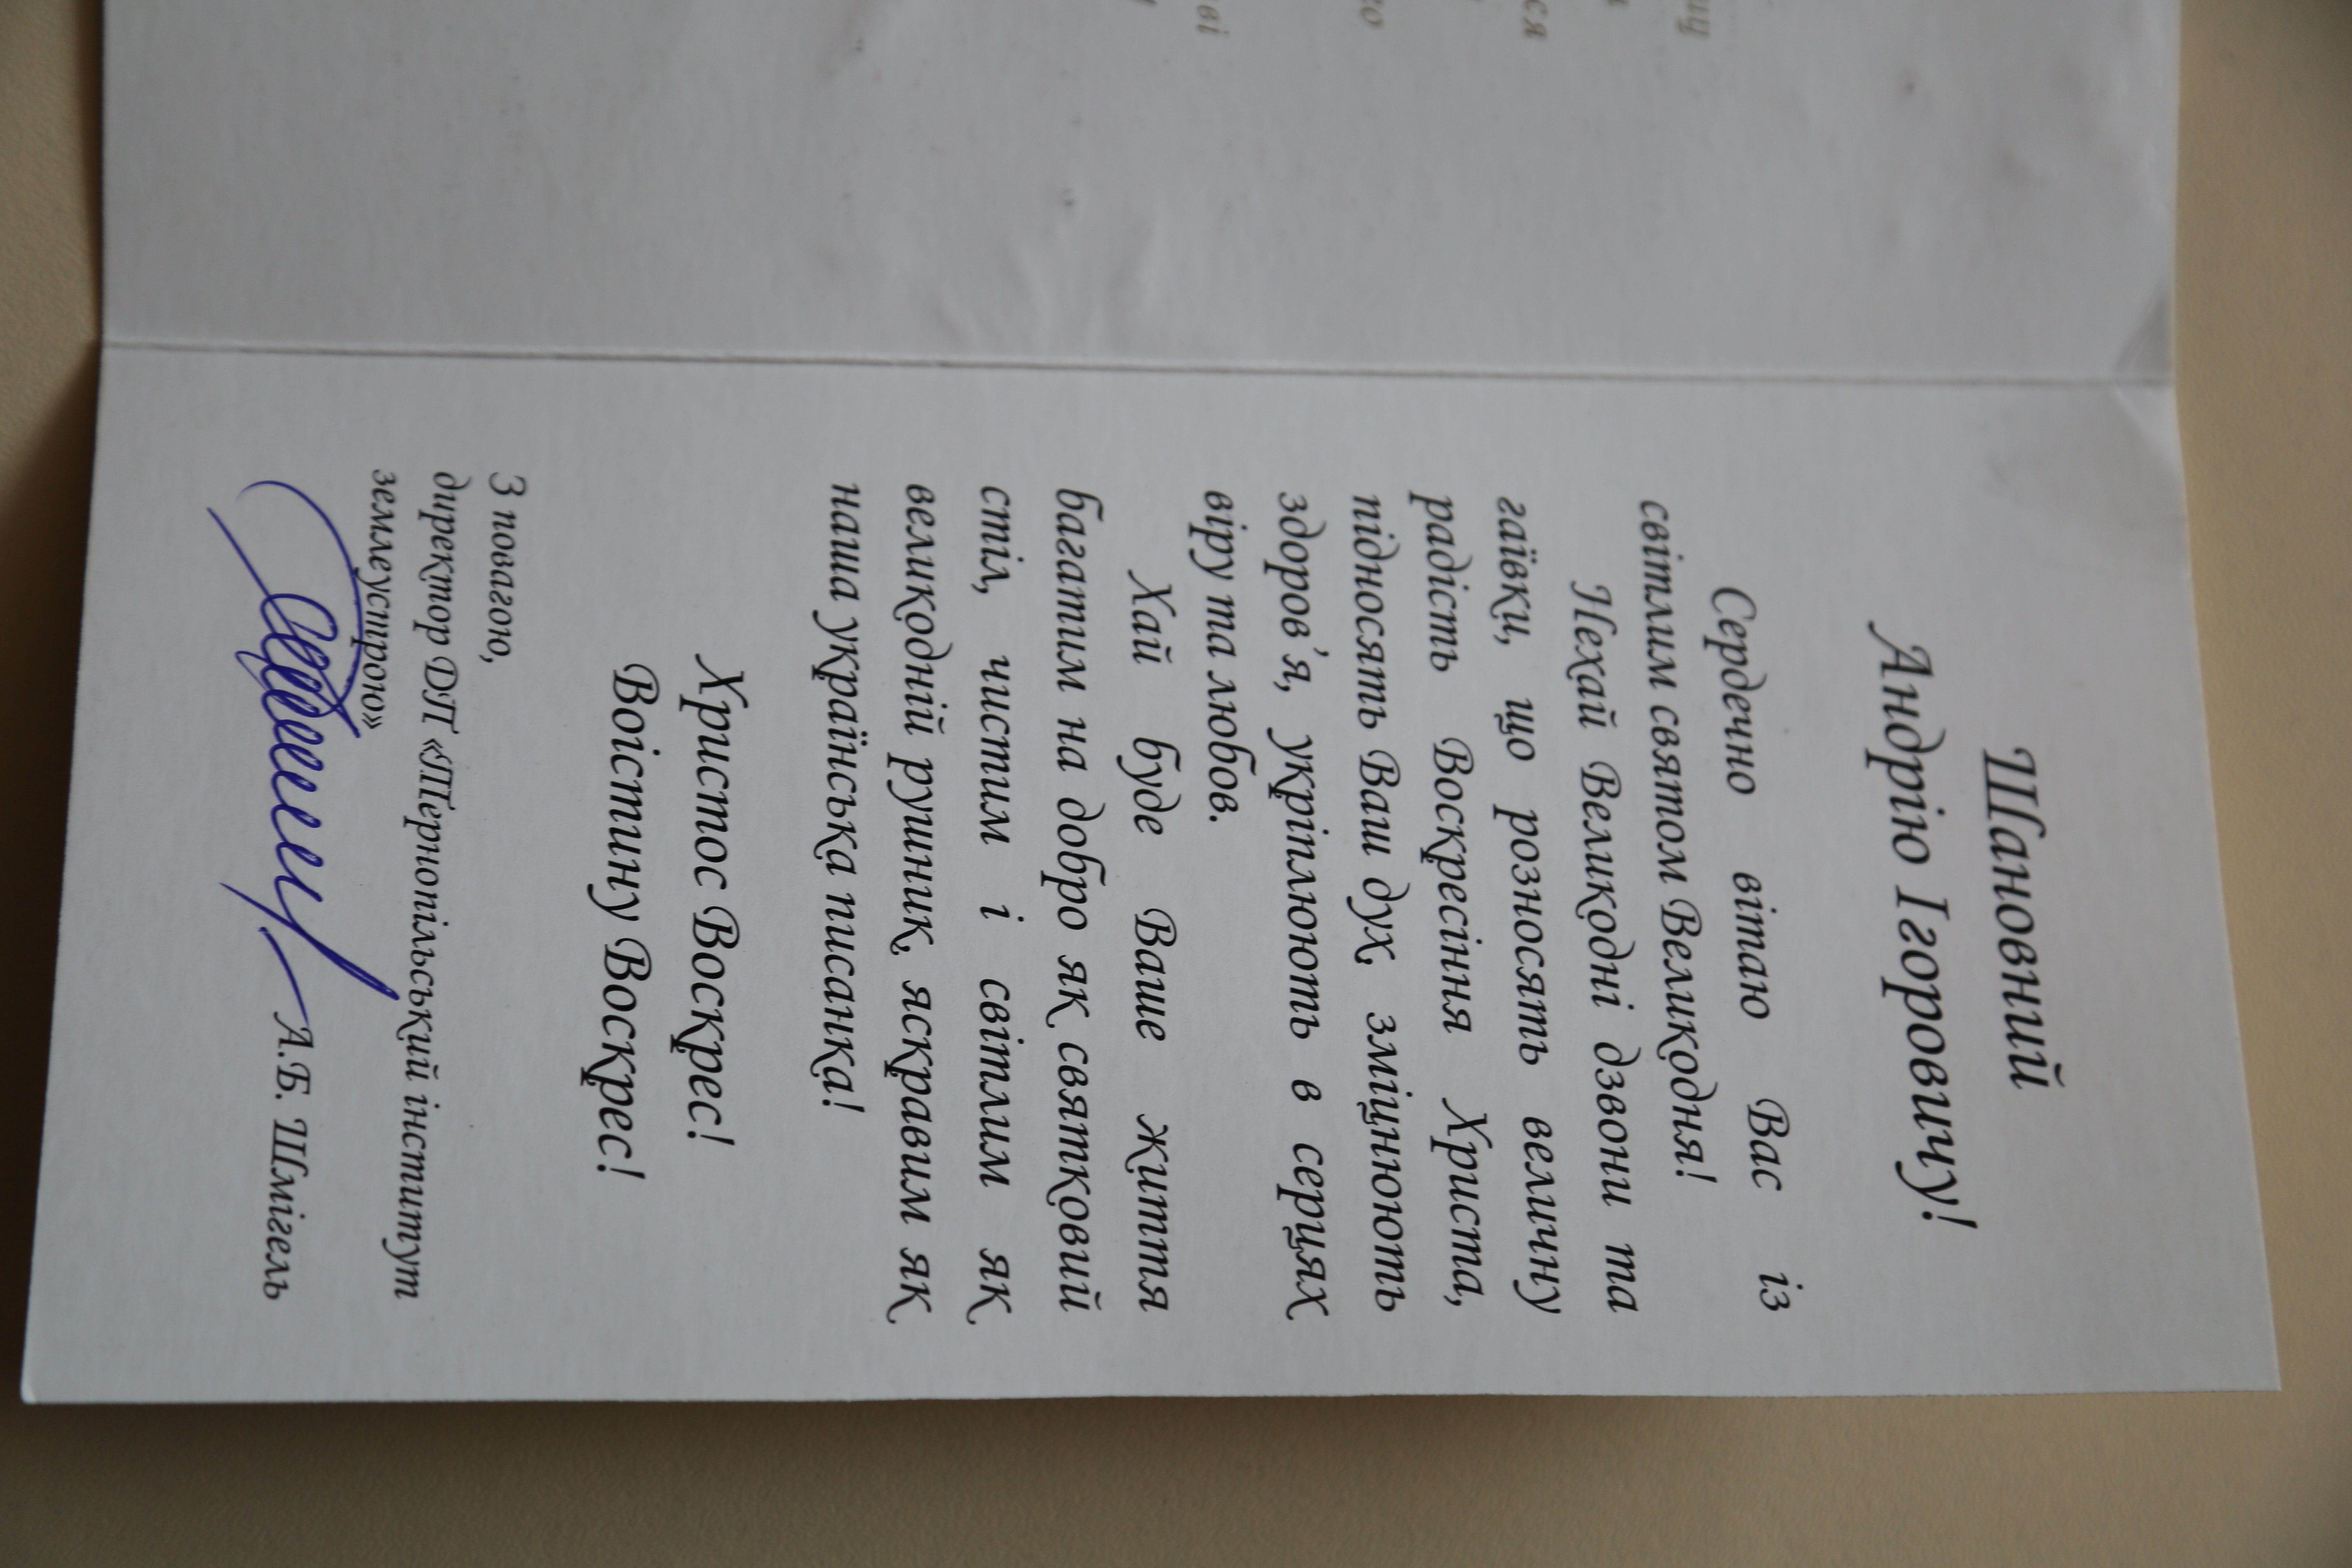 Шановний
Андрію Ігоровичу!
Сердечно вітаю Вас із
світлим святом Великодня!
Нехай Великодні дзвони та
гаївки, що розносять величну
радість Воскресіння Христа,
підносять Ваш дух, зміцнюють
здоров'я, укріплюють в серцях
віру та любов.
Хай буде Ваше життя
багатим на добро як святковий
стіл, чистим і світлим як
великодній рушник, яскравим як
наша українська писанка!
Христос Воскрес!
Воістину Воскрес!
З повагою,
директор ДП «Тернопільський інститут
землеустрою»
А.Б. Шмігель